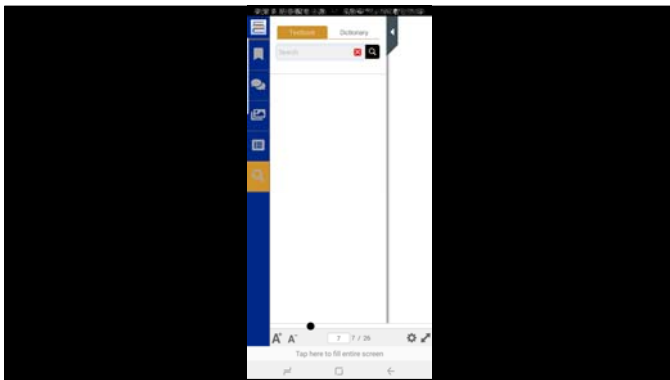 Textbook Dictionary
Search
A+ A- 7 7 / 26
Tap here to fill entire screen